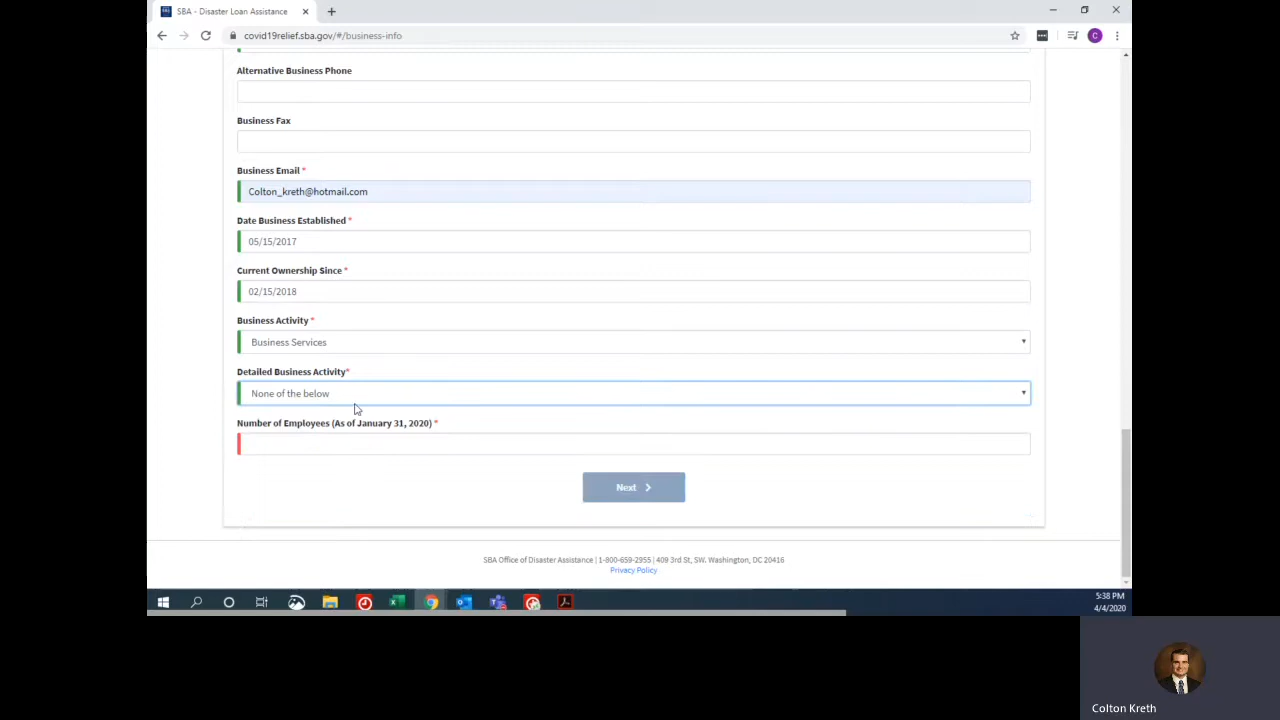 SBA - Disaster Loan Assistance
covid19relief.sba.gov/#/business-info
C
Alternative Business Phone
Business Fax
Business Email *
Colton_kreth@hotmail.com
Date Business Established *
05/15/2017
Current Ownership Since *
02/15/2018
Business Activity *
Business Services
Detailed Business Activity*
None of the below
Number of Employees (As of January 31, 2020) *
Next
SBA Office of Disaster Assistance | 1-800-659-2955 | 409 3rd St, SW. Washington, DC 20416
Privacy Policy
5:38 PM
4/4/2020
Colton Kreth